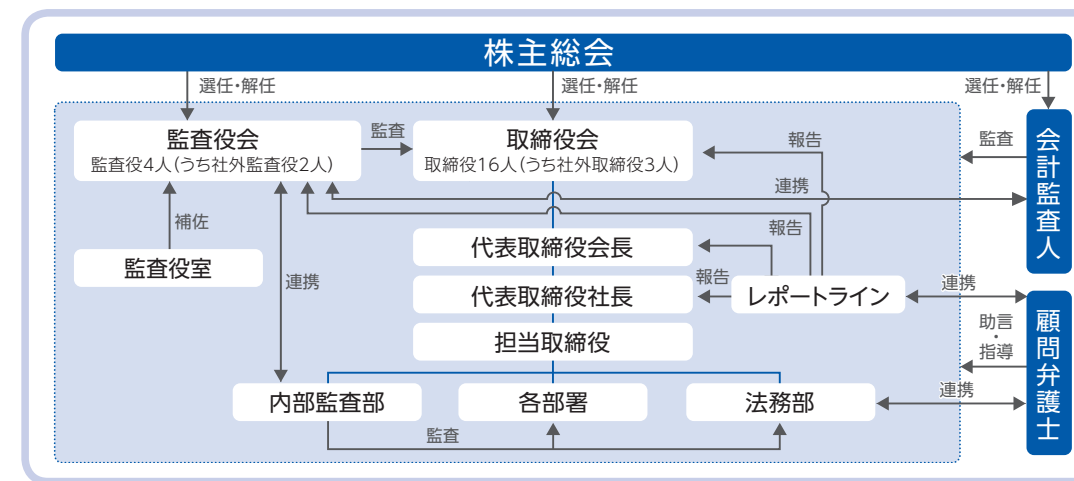 株主総会
選任・解任
選任・解任
選任・解任
監査役会
監査役4人(うち社外監査役2人)
監査
取締役会
取締役16人(うち社外取締役3人)
報告
監査
会計監査人
連携
補佐
報告
監査役室
連携
代表取締役会長
報告
代表取締役社長
レポートライン
連携
担当取締役
助言・指導
顧問弁護士
内部監査部
各部署
法務部
連携
監査